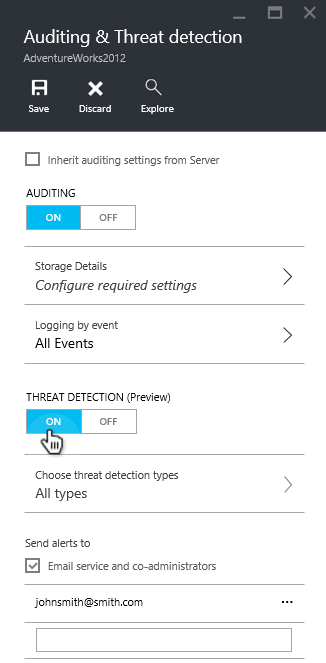 Auditing & Threat detection
AdventureWorks2012
Save Discard Explore
Inherit auditing settings from Server
AUDITING
ON OFF
Storage Details
Configure required settings
Logging by event
All Events
THREAT DETECTION (Preview)
ON OFF
Choose threat detection types
All types
Send alerts to
Email service and co-administrators
johnsmith@smith.com ...